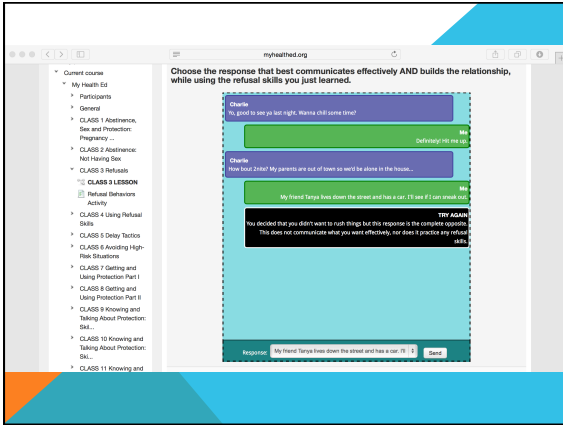 myhealthed.org
Current course
My Health Ed
Participants
General
CLASS 1 Abstinence,
Sex and Protection:
Pregnancy ...
CLASS 2 Abstinence:
Not Having Sex
CLASS 3 Refusals
CLASS 3 LESSON
Refusal Behaviors
Activity
CLASS 4 Using Refusal
Skills
CLASS 5 Delay Tactics
CLASS 6 Avoiding High-
Risk Situations
CLASS 7 Getting and
Using Protection Part I
CLASS 8 Getting and
Using Protection Part II
CLASS 9 Knowing and
Talking About Protection:
Skil...
CLASS 10 Knowing and
Talking About Protection:
Ski...
CLASS 11 Knowing and
Choose the response that best communicates effectively AND builds the relationship,
while using the refusal skills you just learned.
Charlie
Yo, good to see ya last night. Wanna chill some time?
Me
Definitely! Hit me up.
Charlie
How bout 2nite? My parents are out of town so we'd be alone in the house...
Me
My friend Tanya lives down the street and has a car. I'll see if I can sneak out.
TRY AGAIN
You decided that you didn't want to rush things but this response is the complete opposite.
This does not communicate what you want effectively, nor does it practice any refusal
skills.
Response: My friend Tanya lives down the street and has a car. I'll Send